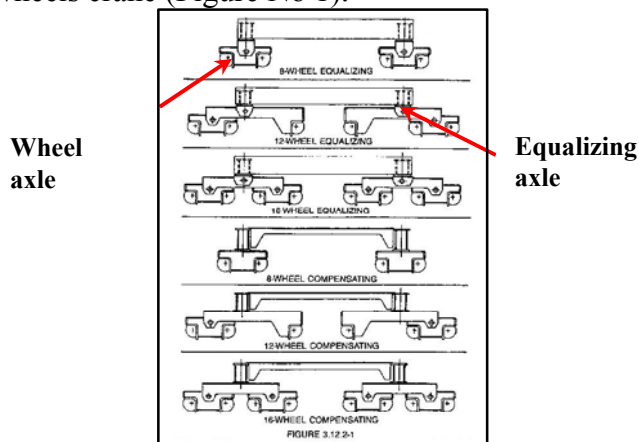 wheels crane (Figure No 1).
8-WHEEL EQUALIZING
12-WHEEL EQUALIZING
Wheel
axle
Equalizing
axle
16-WHEEL EQUALIZING
8-WHEEL COMPENSATING
12-WHEEL COMPENSATING
16-WHEEL COMPENSATING
FIGURE 3.12.2-1